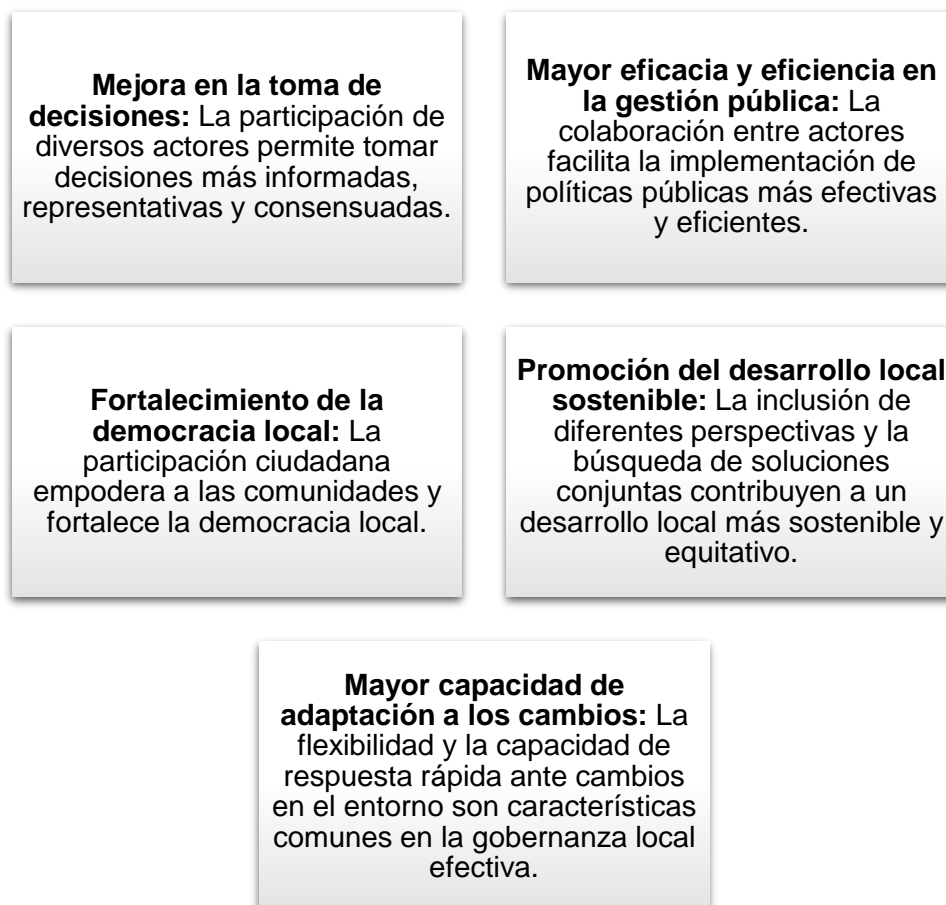 Mejora en la toma de
decisiones: La participación de
diversos actores permite tomar
decisiones más informadas,
representativas y consensuadas.
Mayor eficacia y eficiencia en
la gestión pública: La
colaboración entre actores
facilita la implementación de
políticas públicas más efectivas
y eficientes.
Fortalecimiento de la
democracia local: La
participación ciudadana
empodera a las comunidades y
fortalece la democracia local.
Promoción del desarrollo local
sostenible: La inclusión de
diferentes perspectivas y la
búsqueda de soluciones
conjuntas contribuyen a un
desarrollo local más sostenible y
equitativo.
Mayor capacidad de
adaptación a los cambios: La
flexibilidad y la capacidad de
respuesta rápida ante cambios
en el entorno son características
comunes en la gobernanza local
efectiva.